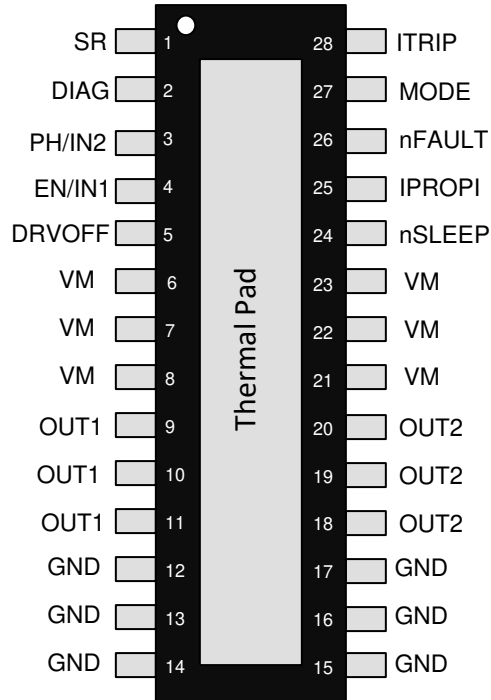 SR 1 28 ITRIP
DIAG 2 27 MODE
PH/IN2 3 26 nFAULT
EN/IN1 4 25 IPROPI
DRVOFF 5 24 nSLEEP
VM 6 23 VM
VM 7 22 VM
VM 8 21 VM
OUT1 9 20 OUT2
OUT1 10 19 OUT2
OUT1 11 18 OUT2
GND 12 17 GND
GND 13 16 GND
GND 14 15 GND
Thermal Pad